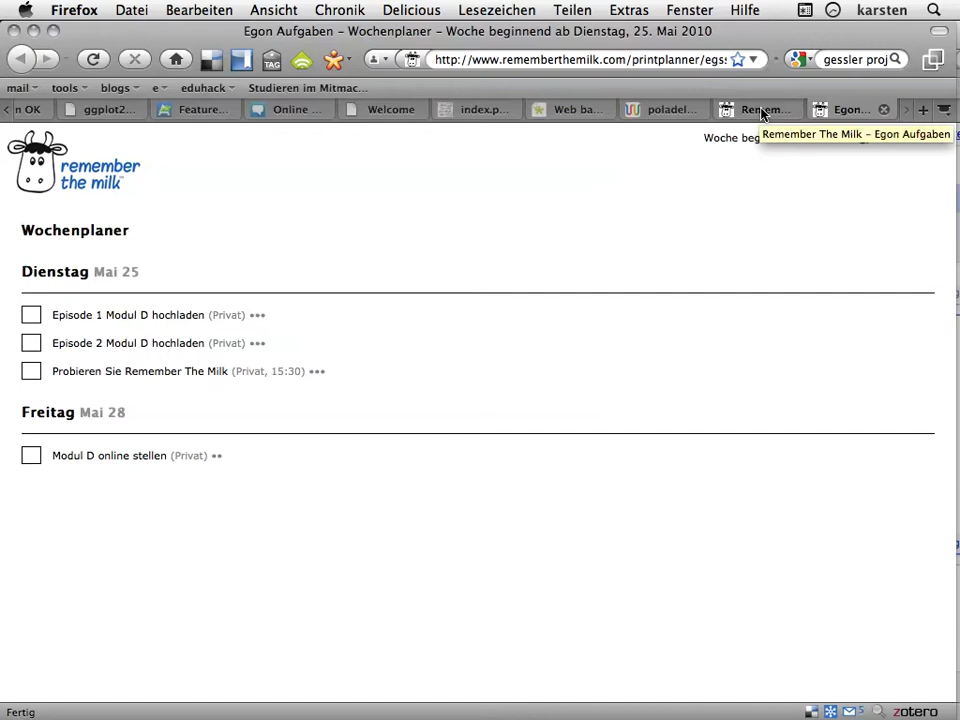 Firefox Datei Bearbeiten Ansicht Chronik Delicious Lesezeichen Teilen Extras Fenster Hilfe karsten
Egon Aufgaben – Wochenplaner – Woche beginnend ab Dienstag, 25. Mai 2010
http://www.rememberthemilk.com/printplanner/egs
gessler proj
TAG
mail tools blogs e eduhack Studieren im Mitmac...
n OK ggplot2... Feature... Online ... Welcome index.p... Web ba... poladel... Remem... Egon...
Woche beg
Remember The Milk – Egon Aufgaben
remember
the milk
Wochenplaner
Dienstag Mai 25
Episode 1 Modul D hochladen (Privat) •••
Episode 2 Modul D hochladen (Privat) •••
Probieren Sie Remember The Milk (Privat, 15:30) •••
Freitag Mai 28
Modul D online stellen (Privat) ••
Fertig
5
zotero